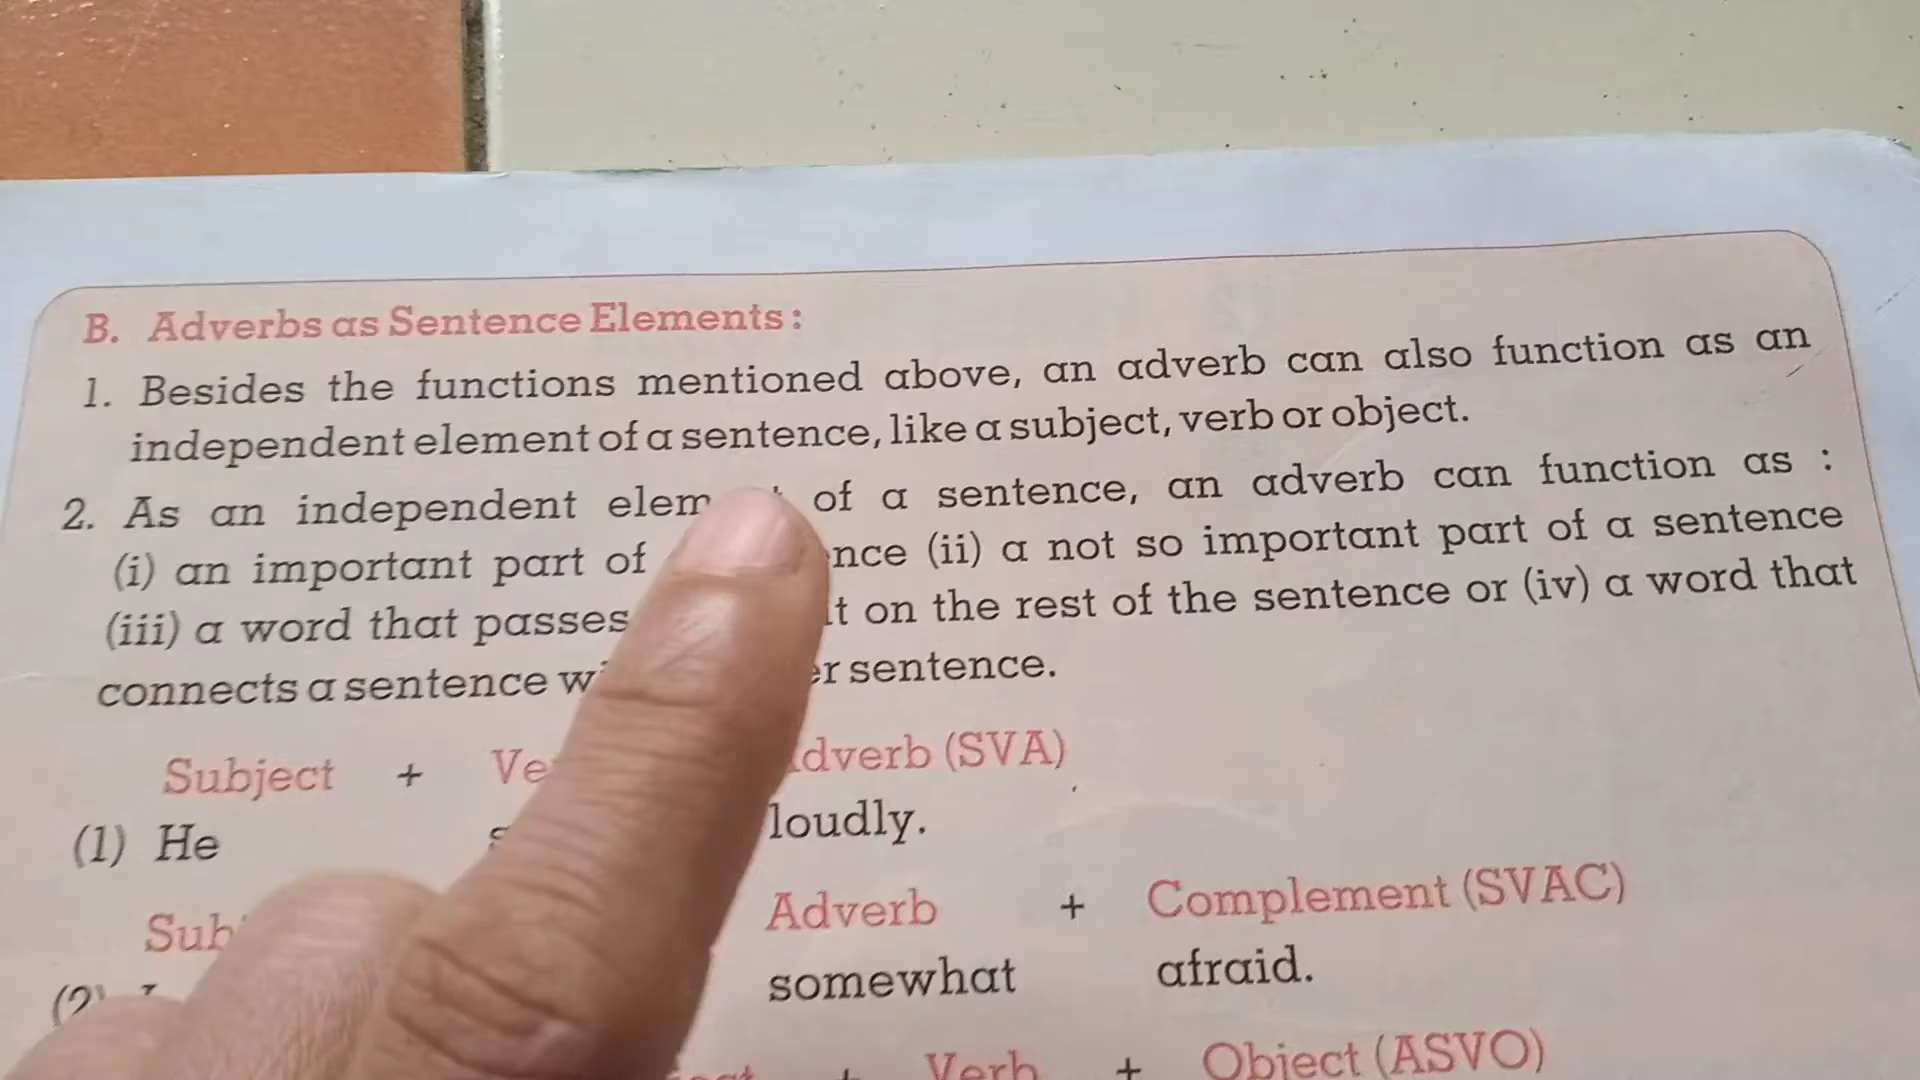 B. Adverbs as Sentence Elements :
1. Besides the functions mentioned above, an adverb can also function as an
independent element of a sentence, like a subject, verb or object.
2. As an independent of a sentence, an adverb can function as :
(i) an important part of (ii) a not so important part of a sentence
(iii) a word that passes on the rest of the sentence or (iv) a word that
connects a sentence sentence.
Subject + Adverb (SVA)
(1) He loudly.
Adverb + Complement (SVAC)
somewhat afraid.
+ Verb + Object (ASVO)